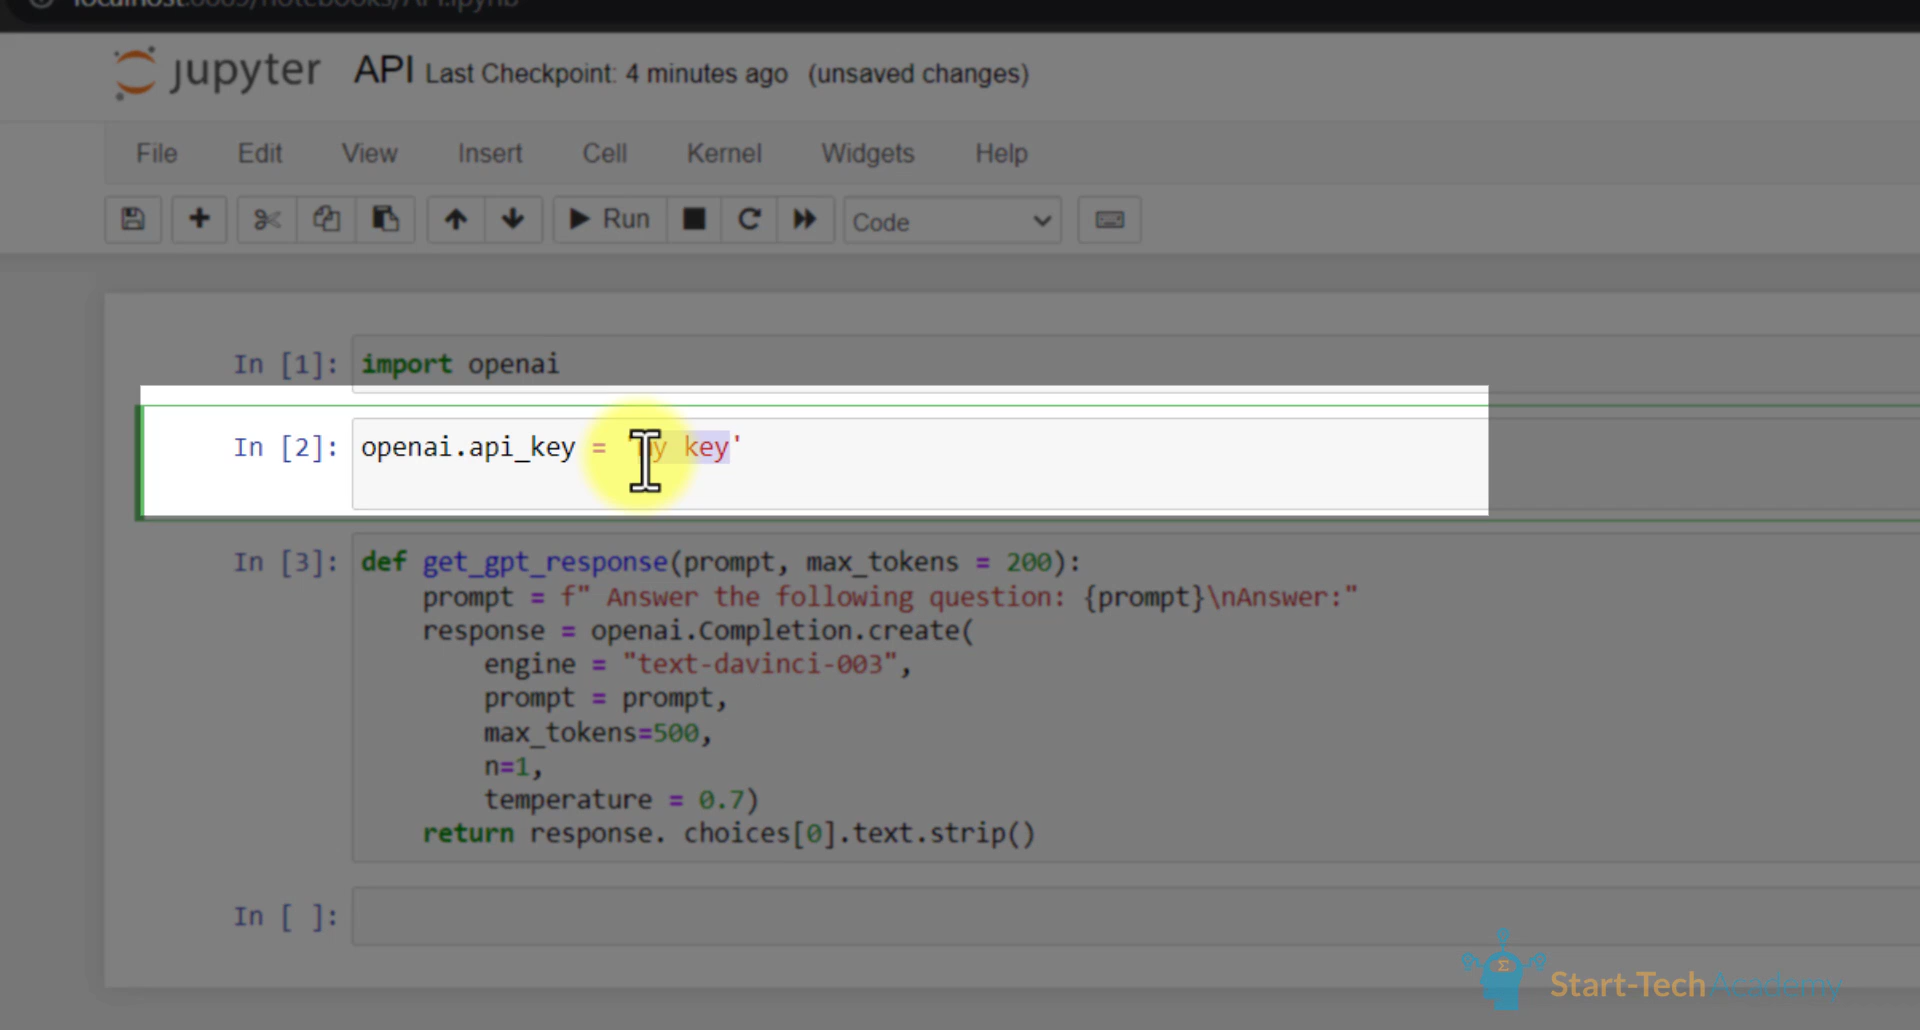 jupyter API Last Checkpoint: 4 minutes ago (unsaved changes)
File Edit View Insert Cell Kernel Widgets Help
Run Code
In [1]: import openai
In [2]: openai.api_key = 'my key'
In [3]: def get_gpt_response(prompt, max_tokens = 200):
prompt = f" Answer the following question: {prompt}\nAnswer:"
response = openai.Completion.create(
engine = "text-davinci-003",
prompt = prompt,
max_tokens=500,
n=1,
temperature = 0.7)
return response. choices[0].text.strip()
In [ ]:
Start-Tech Academy